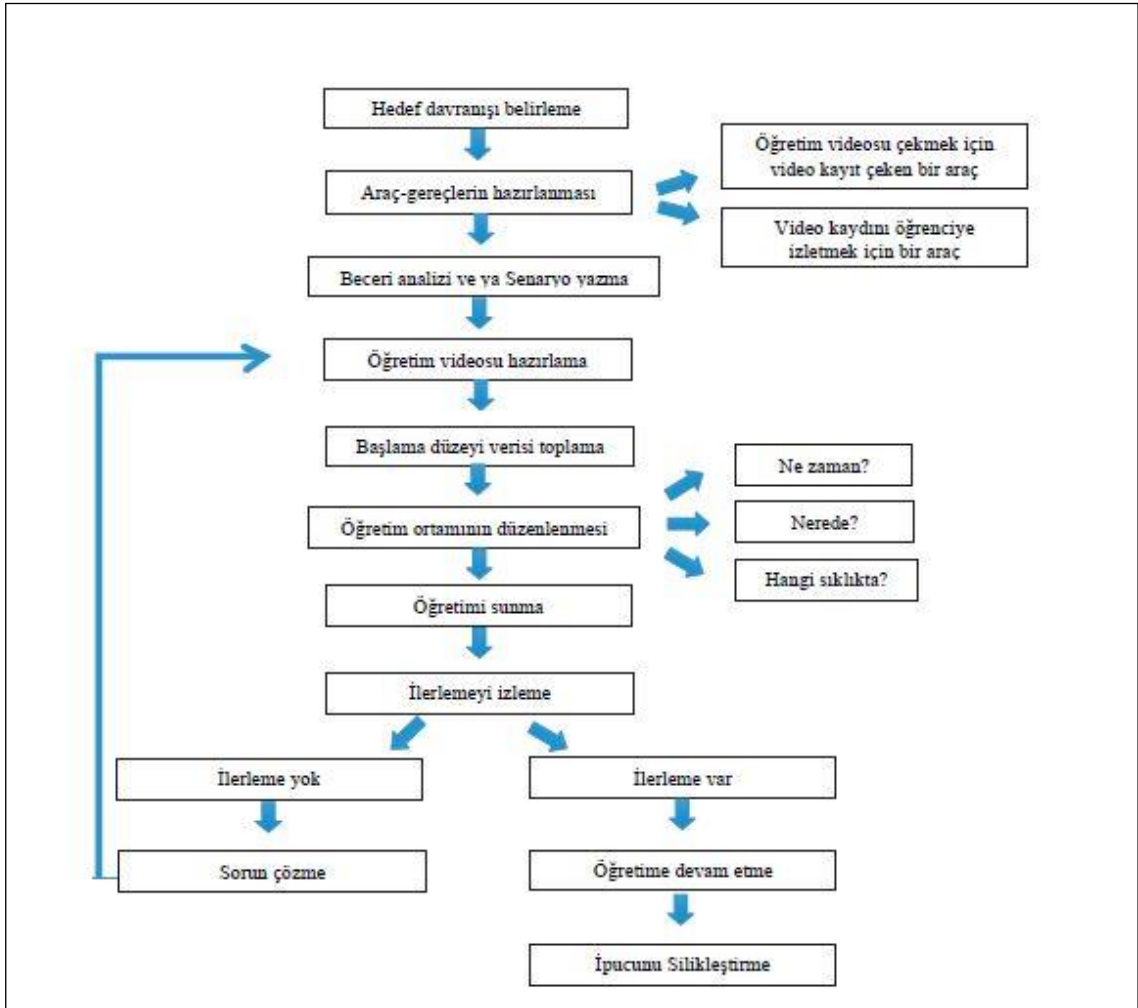 Hedef davranışı belirleme
Öğretim videosu çekmek için
video kayıt çeken bir araç
Araç-gereçlerin hazırlanması
Video kaydını öğrenciye
izletmek için bir araç
Beceri analizi ve ya Senaryo yazma
Öğretim videosu hazırlama
Başlama düzeyi verisi toplama
Ne zaman?
Öğretim ortamının düzenlenmesi
Nerede?
Hangi sıklıkta?
Öğretimi sunma
İlerlemeyi izleme
İlerleme yok
İlerleme var
Sorun çözme
Öğretime devam etme
İpucunu Silikleştirme